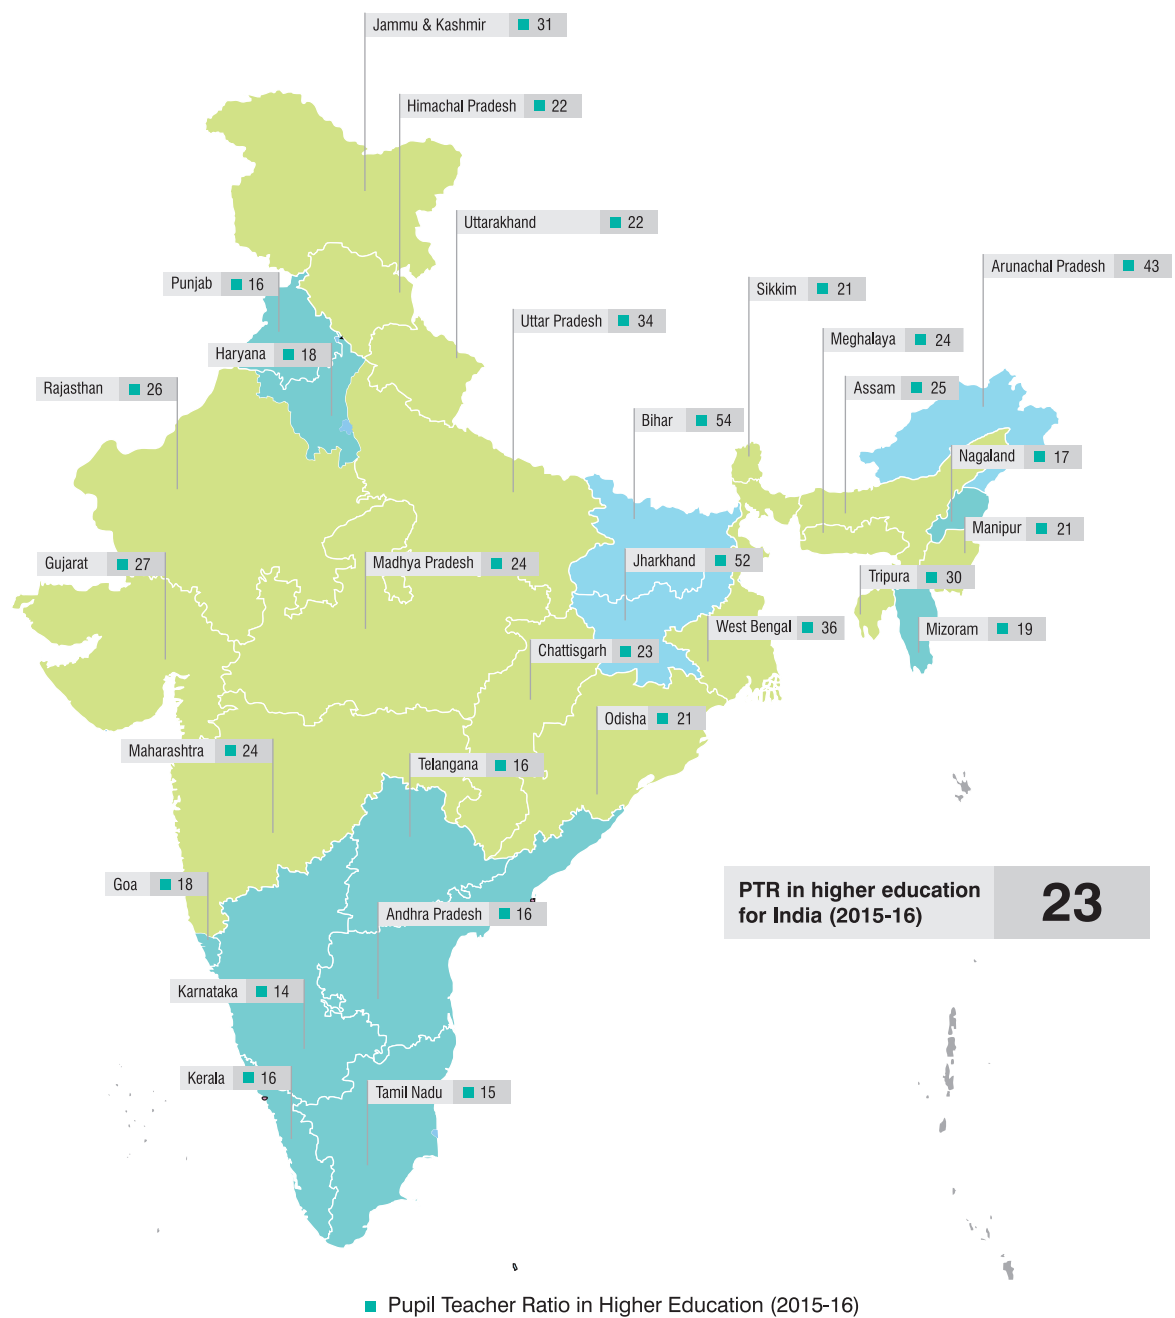 Jammu & Kashmir 31
Himachal Pradesh 22
Uttarakhand 22
Arunachal Pradesh 43
Punjab 16
Sikkim 21
Uttar Pradesh 34
Meghalaya 24
Haryana 18
Rajasthan 26
Assam 25
Bihar 54
Nagaland 17
Manipur 21
Gujarat 27
Madhya Pradesh 24
Jharkhand 52
Tripura 30
West Bengal 36
Mizoram 19
Chattisgarh 23
Odisha 21
Maharashtra 24
Telangana 16
Goa 18
PTR in higher education
for India (2015-16)
23
Andhra Pradesh 16
Karnataka 14
Kerala 16
Tamil Nadu 15
Pupil Teacher Ratio in Higher Education (2015-16)